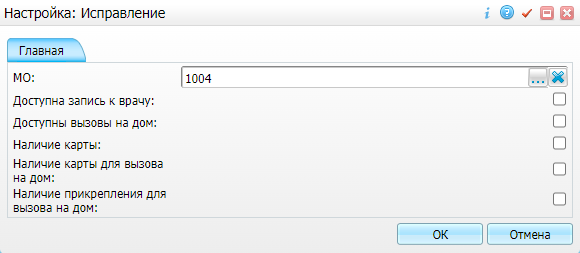 Настройка: Исправление
Главная
МО:
1004
...
Доступна запись к врачу:
Доступны вызовы на дом:
Наличие карты:
Наличие карты для вызова
на дом:
Наличие прикрепления для
вызова на дом:
ОК
Отмена